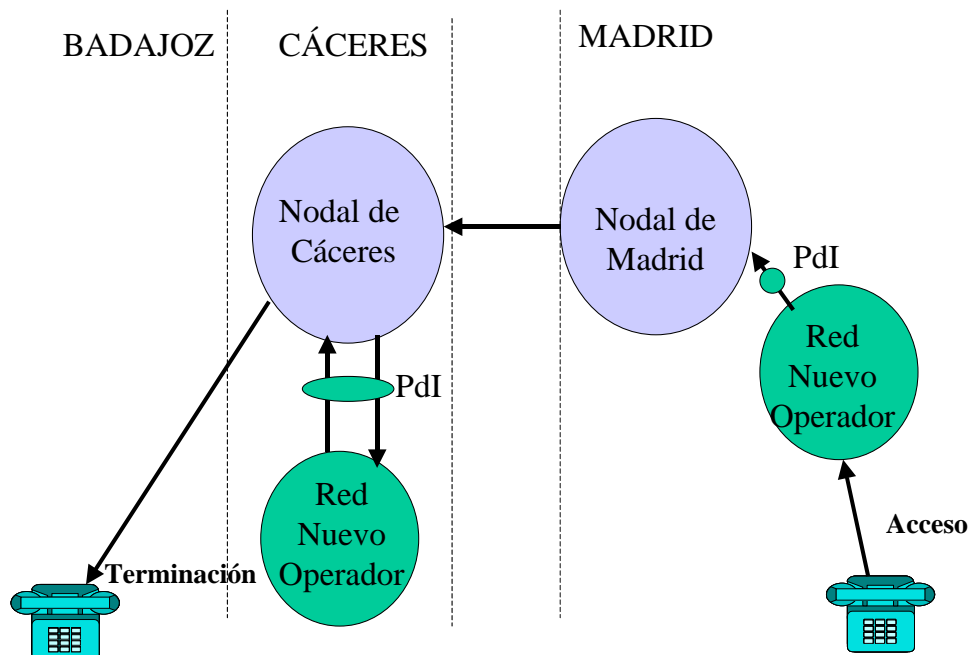 BADAJOZ
CÁCERES
MADRID
Nodal de
Cáceres
Nodal de
Madrid
PdI
Red
Nuevo
Operador
PdI
Red
Nuevo
Operador
Acceso
Terminación